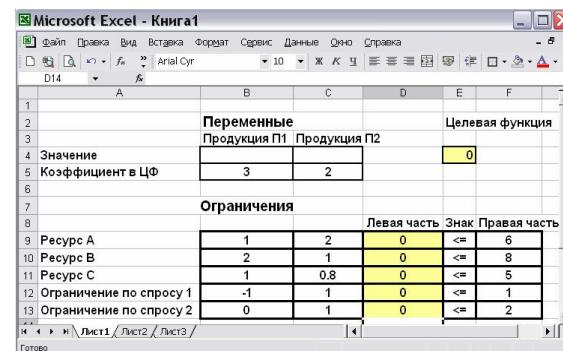 Microsoft Excel - Книга1
Файл Правка Вид Вставка Формат Сервис Данные Окно Справка
Arial Cyr 10 Ж К Ч
D14 fx
A B C D E F
1
2 Переменные Целевая функция
3 Продукция П1 Продукция П2
4 Значение 0
5 Коэффициент в ЦФ 3 2
6
7 Ограничения
8 Левая часть Знак Правая часть
9 Ресурс А 1 2 0 <= 6
10 Ресурс В 2 1 0 <= 8
11 Ресурс С 1 0.8 0 <= 5
12 Ограничение по спросу 1 -1 1 0 <= 1
13 Ограничение по спросу 2 0 1 0 <= 2
Лист1 Лист2 Лист3
Готово